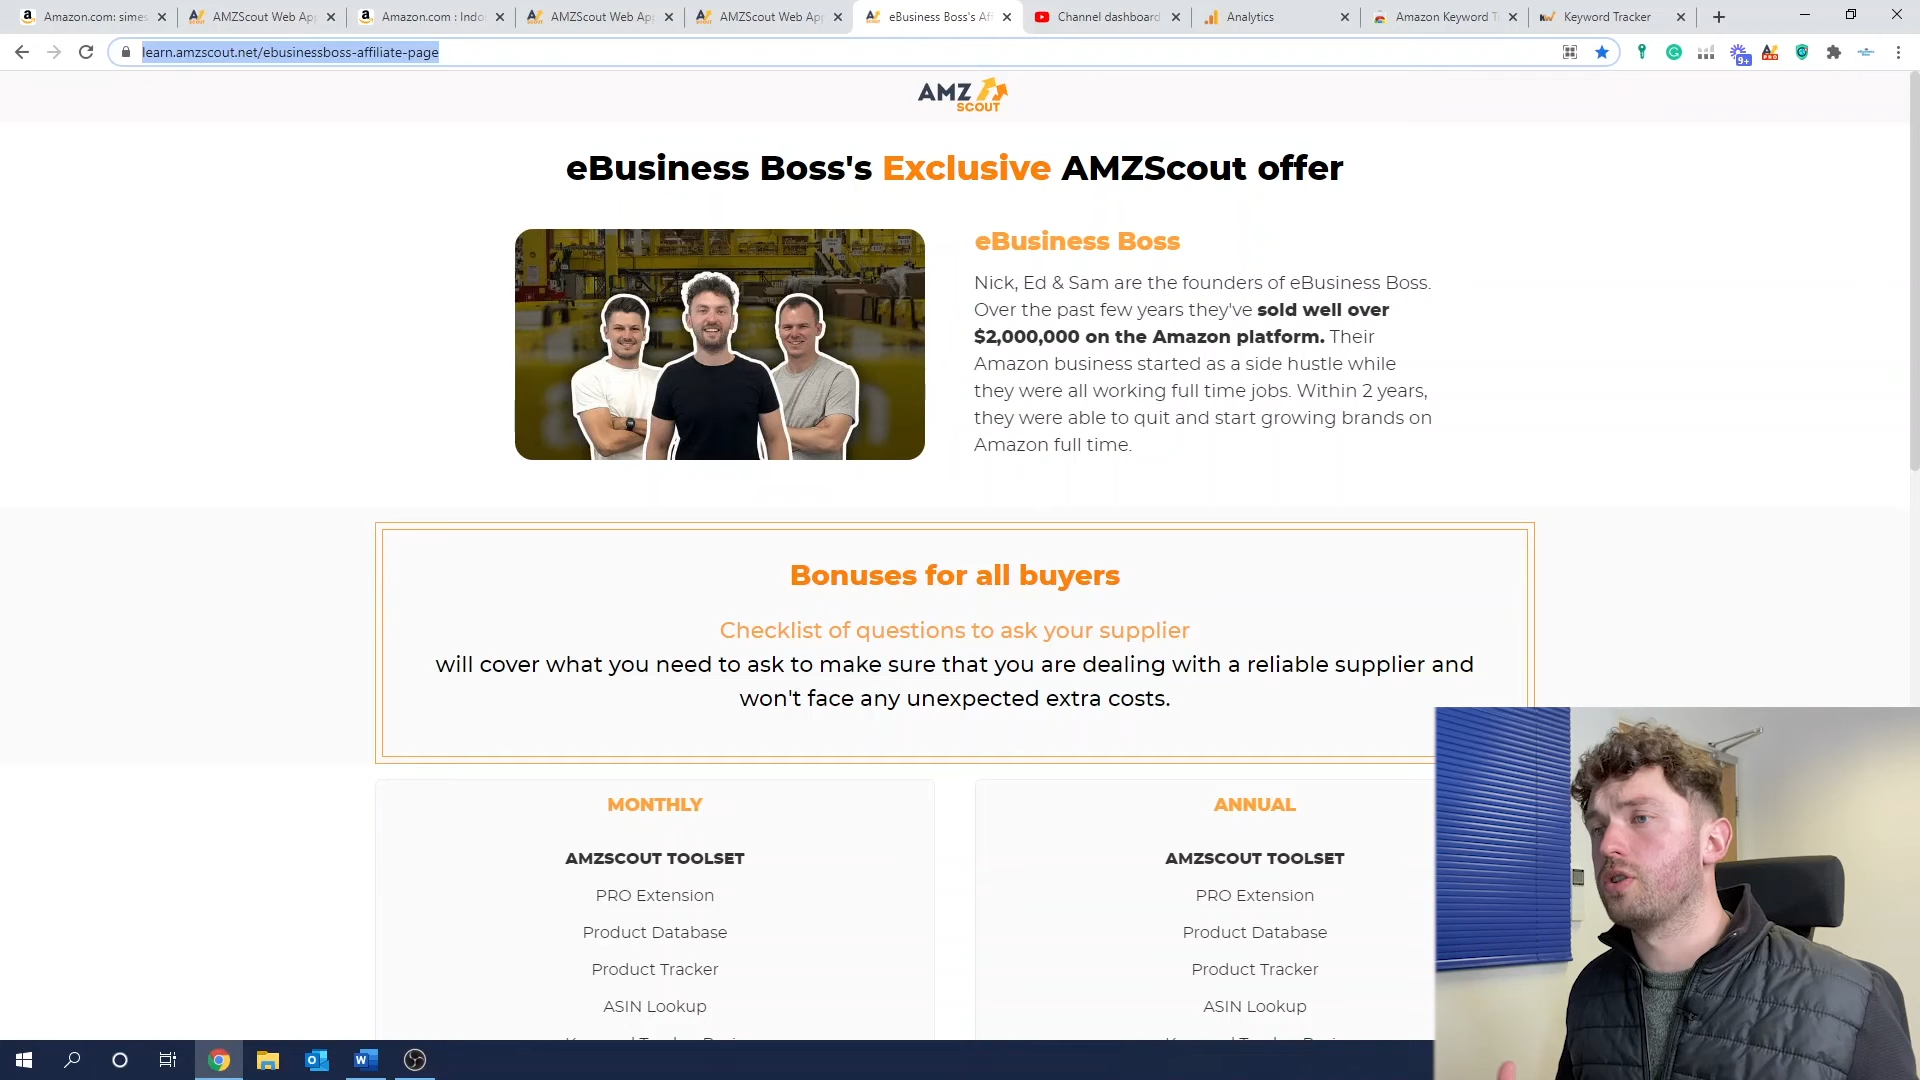 Amazon.com: simes
AMZScout Web App
Amazon.com : Indo
AMZScout Web App
AMZScout Web App
eBusiness Boss's Aff
Channel dashboard
Analytics
Amazon Keyword T
Keyword Tracker
learn.amzscout.net/ebusinessboss-affiliate-page
9+
PRO
AMZ
SCOUT
eBusiness Boss's Exclusive AMZScout offer
eBusiness Boss
Nick, Ed & Sam are the founders of eBusiness Boss.
Over the past few years they've sold well over
$2,000,000 on the Amazon platform. Their
Amazon business started as a side hustle while
they were all working full time jobs. Within 2 years,
they were able to quit and start growing brands on
Amazon full time.
Bonuses for all buyers
Checklist of questions to ask your supplier
will cover what you need to ask to make sure that you are dealing with a reliable supplier and
won't face any unexpected extra costs.
MONTHLY
AMZSCOUT TOOLSET
PRO Extension
Product Database
Product Tracker
ASIN Lookup
ANNUAL
AMZSCOUT TOOLSET
PRO Extension
Product Database
Product Tracker
ASIN Lookup